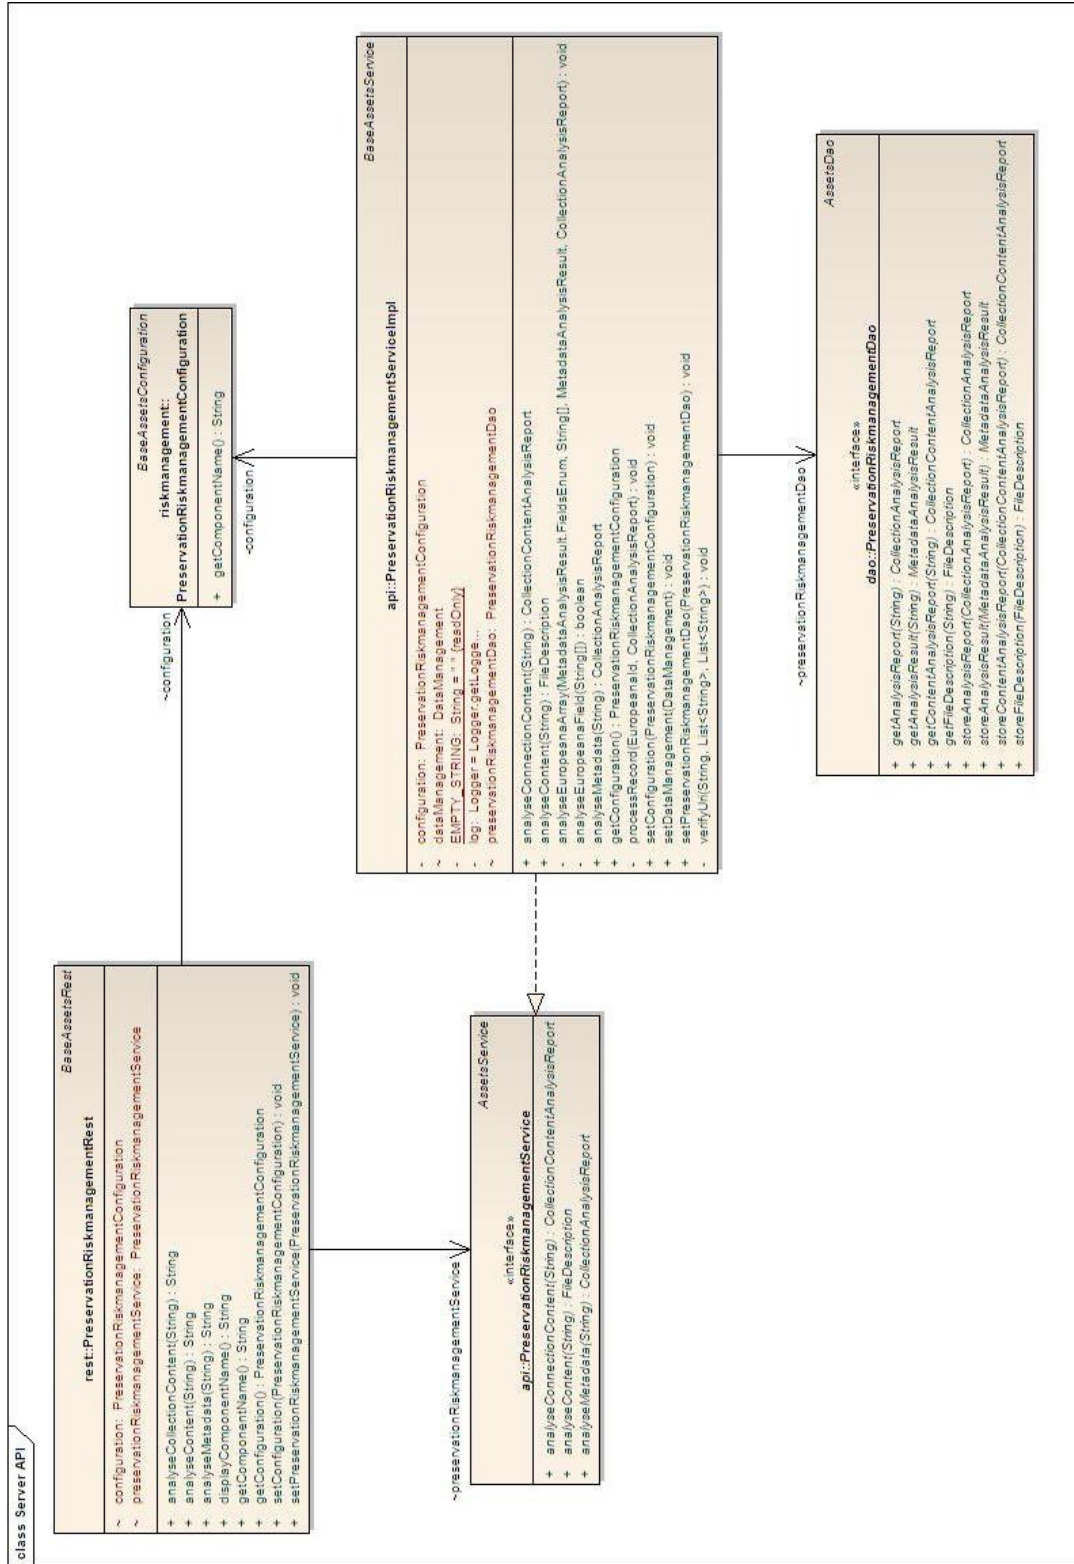 class Server API
BaseAssetsRest
rest::PreservationRiskmanagementRest
~ configuration: PreservationRiskmanagementConfiguration
~ preservationRiskmanagementService: PreservationRiskmanagementService
+ analyseCollectionContent(String) : String
+ analyseContent(String) : String
+ analyseMetadata(String) : String
+ displayComponentName() : String
+ getComponentName() : String
+ getConfiguration() : PreservationRiskmanagementConfiguration
+ setConfiguration(PreservationRiskmanagementConfiguration) : void
+ setPreservationRiskmanagementService(PreservationRiskmanagementService) : void
~configuration
BaseAssetsConfiguration
riskmanagement::
PreservationRiskmanagementConfiguration
+ getComponentName() : String
-configuration
BaseAssetsService
api::PreservationRiskmanagementServiceImpl
- configuration: PreservationRiskmanagementConfiguration
~ dataManagement: DataManagement
- EMPTY_STRING: String = " " {readOnly}
- log: Logger = Logger.getLogge...
~ preservationRiskmanagementDao: PreservationRiskmanagementDao
+ analyseConnectionContent(String) : CollectionContentAnalysisReport
+ analyseContent(String) : FileDescription
- analyseEuropeanaArray(MetadataAnalysisResult.FieldsEnum, String[], MetadataAnalysisResult, CollectionAnalysisReport) : void
- analyseEuropeanaField(String[]) : boolean
+ analyseMetadata(String) : CollectionAnalysisReport
+ getConfiguration() : PreservationRiskmanagementConfiguration
- processRecord(EuropeanaId, CollectionAnalysisReport) : void
+ setConfiguration(PreservationRiskmanagementConfiguration) : void
+ setDataManagement(DataManagement) : void
+ setPreservationRiskmanagementDao(PreservationRiskmanagementDao) : void
- verifyUri(String, List<String>, List<String>) : void
~preservationRiskmanagementService
AssetsService
«interface»
api::PreservationRiskmanagementService
+ analyseConnectionContent(String) : CollectionContentAnalysisReport
+ analyseContent(String) : FileDescription
+ analyseMetadata(String) : CollectionAnalysisReport
~preservationRiskmanagementDao
AssetsDao
«interface»
dao::PreservationRiskmanagementDao
+ getAnalysisReport(String) : CollectionAnalysisReport
+ getAnalysisResult(String) : MetadataAnalysisResult
+ getContentAnalysisReport(String) : CollectionContentAnalysisReport
+ getFileDescription(String) : FileDescription
+ storeAnalysisReport(CollectionAnalysisReport) : CollectionAnalysisReport
+ storeAnalysisResult(MetadataAnalysisResult) : MetadataAnalysisResult
+ storeContentAnalysisReport(CollectionContentAnalysisReport) : CollectionContentAnalysisReport
+ storeFileDescription(FileDescription) : FileDescription